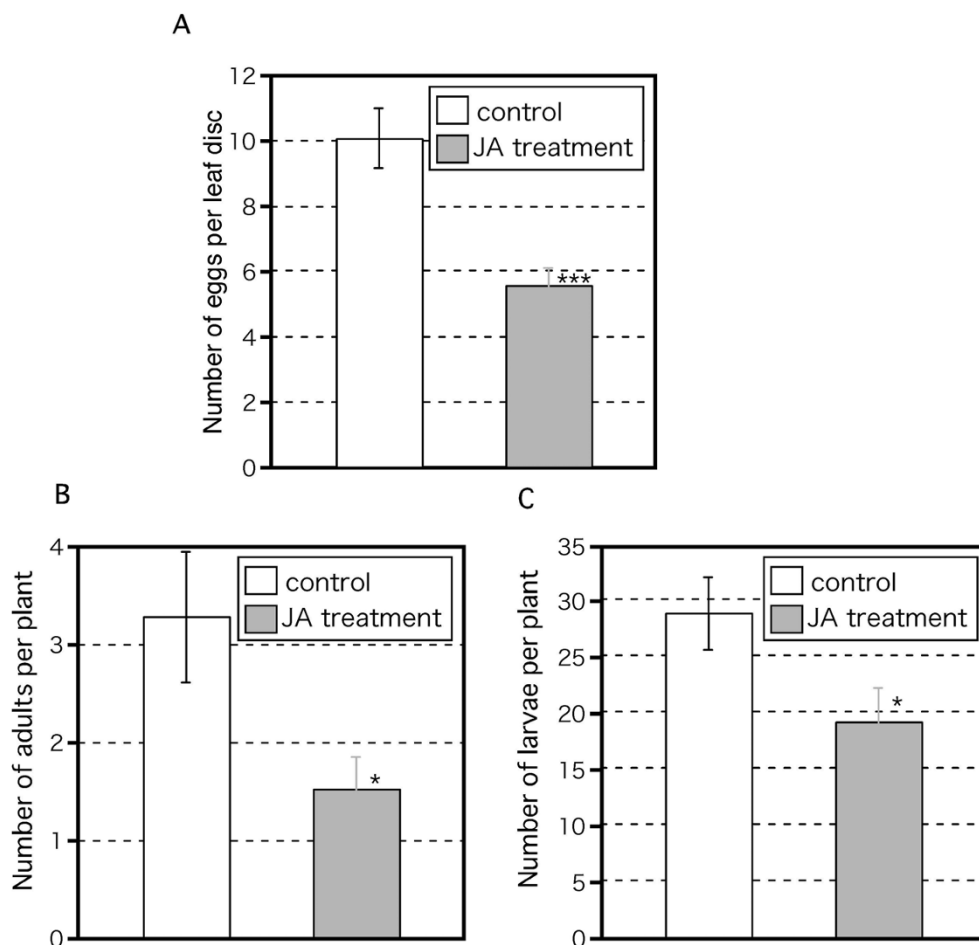 A
Number of eggs per leaf disc
12
10
8
6
4
2
0
control
JA treatment
***
B
Number of adults per plant
4
3
2
1
0
control
JA treatment
*
C
Number of larvae per plant
35
30
25
20
15
10
5
0
control
JA treatment
*